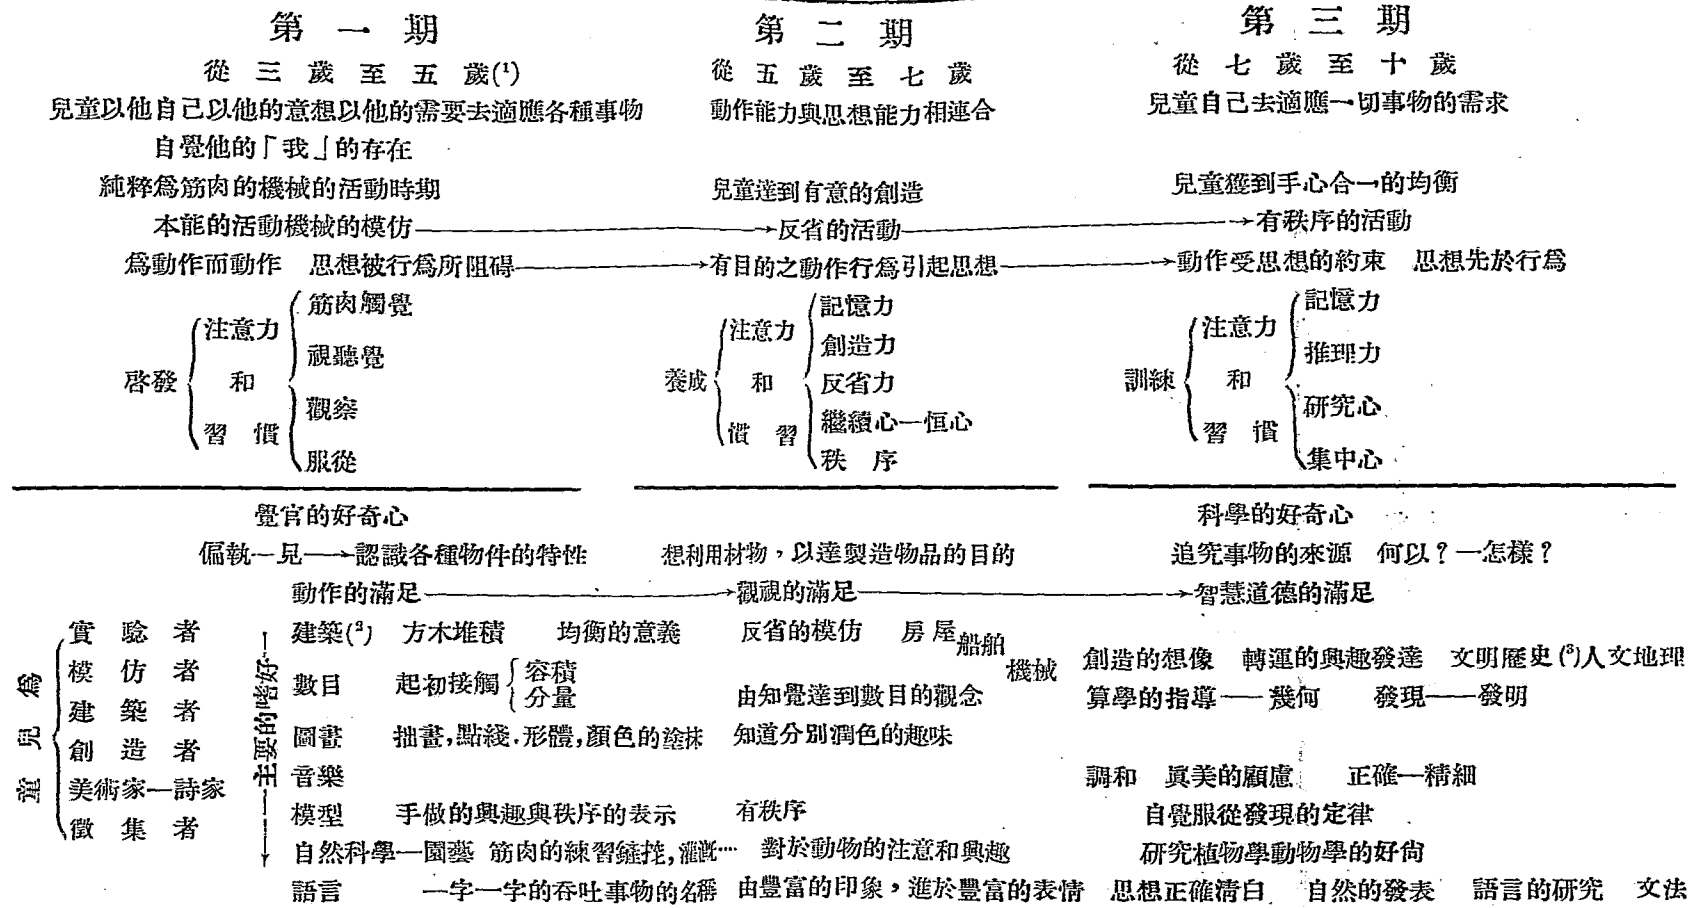 第一期　第二期　第三期
從三歲至五歲(¹)　從五歲至七歲　從七歲至十歲
兒童以他自己以他的意想以他的需要去適應各種事物　動作能力與思想能力相連合　兒童自己去適應一切事物的需求
自覺他的「我」的存在
純粹爲筋肉的機械的活動時期　兒童達到有意的創造　兒童獲到手心合一的均衡
本能的活動機械的模仿——→反省的活動——→有秩序的活動
爲動作而動作　思想被行爲所阻碍——→有目的之動作行爲引起思想——→動作受思想的約束　思想先於行爲
啓發
注意力
和
習慣
筋肉觸覺
視聽覺
觀察
服從
養成
注意力
和
慣習
記憶力
創造力
反省力
繼續心—恒心
秩序
訓練
注意力
和
習慣
記憶力
推理力
研究心
集中心
覺官的好奇心　科學的好奇心
偏執一見——→認識各種物件的特性　想利用材物，以達製造物品的目的　追究事物的來源　何以？—怎樣？
動作的滿足——→觀視的滿足——→智慧道德的滿足
童兒爲
實驗者
模仿者
建築者
創造者
美術家—詩家
徵集者
主要的嗜好
建築(²)　方木堆積　均衡的意義　反省的模仿　房屋　船舶　機械　創造的想像　轉運的興趣發達　文明歷史(³)人文地理
數目　起初接觸　容積　分量　由知覺達到數目的觀念　算學的指導——幾何　發現——發明
圖畫　拙畫,點綫.形體,顏色的塗抹　知道分別潤色的趣味
音樂　調和　眞美的顧慮　正確—精細
模型　手做的興趣與秩序的表示　有秩序　自覺服從發現的定律
自然科學—園藝　筋肉的練習鋤挖,灌漑…　對於動物的注意和興趣　研究植物學動物學的好尚
語言　一字一字的吞吐事物的名稱　由豐富的印象，進於豐富的表情　思想正確清白　自然的發表　語言的研究　文法